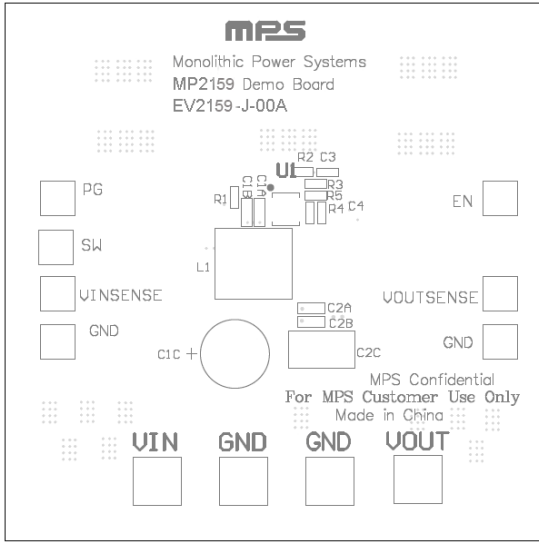 MPS
Monolithic Power Systems
MP2159 Demo Board
EV2159-J-00A
U1
R2 C3
R3
R5
R4 C4
R1
C1B
C1A
PG
EN
SW
L1
VINSENSE
VOUTSENSE
GND
GND
C2A
C2B
C1C +
C2C
MPS Confidential
For MPS Customer Use Only
Made in China
VIN GND GND VOUT